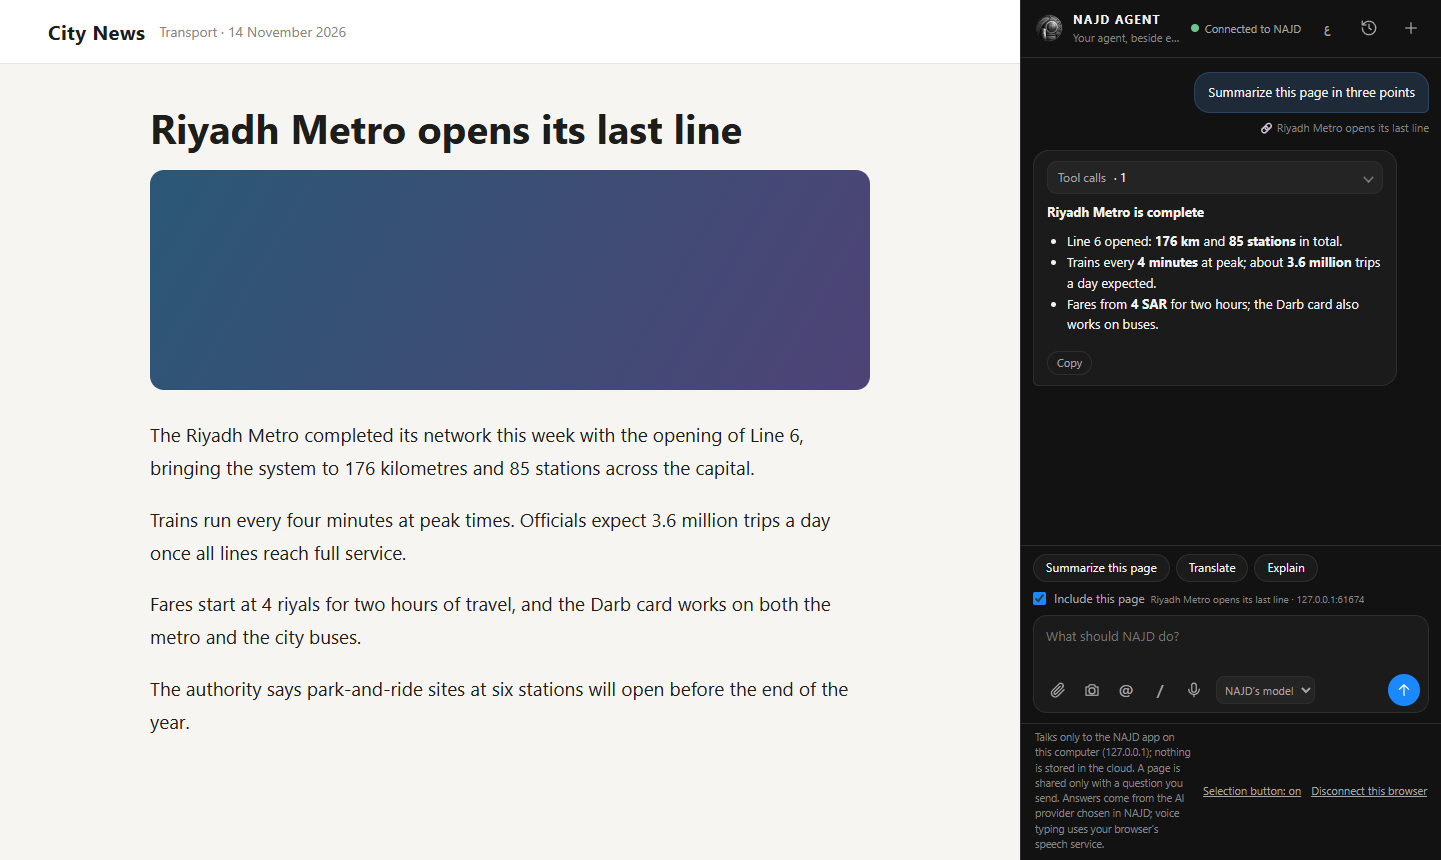 City News
Transport · 14 November 2026
Riyadh Metro opens its last line
The Riyadh Metro completed its network this week with the opening of Line 6,
bringing the system to 176 kilometres and 85 stations across the capital.
Trains run every four minutes at peak times. Officials expect 3.6 million trips a day
once all lines reach full service.
Fares start at 4 riyals for two hours of travel, and the Darb card works on both the
metro and the city buses.
The authority says park-and-ride sites at six stations will open before the end of the
year.
NAJD AGENT
Your agent, beside e...
Connected to NAJD
ع
Summarize this page in three points
Riyadh Metro opens its last line
Tool calls · 1
Riyadh Metro is complete
• Line 6 opened: 176 km and 85 stations in total.
• Trains every 4 minutes at peak; about 3.6 million trips
a day expected.
• Fares from 4 SAR for two hours; the Darb card also
works on buses.
Copy
Summarize this page
Translate
Explain
Include this page Riyadh Metro opens its last line · 127.0.0.1:61674
What should NAJD do?
@ /
NAJD's model
Talks only to the NAJD app on
this computer (127.0.0.1); nothing
is stored in the cloud. A page is
shared only with a question you
send. Answers come from the AI
provider chosen in NAJD; voice
typing uses your browser's
speech service.
Selection button: on
Disconnect this browser